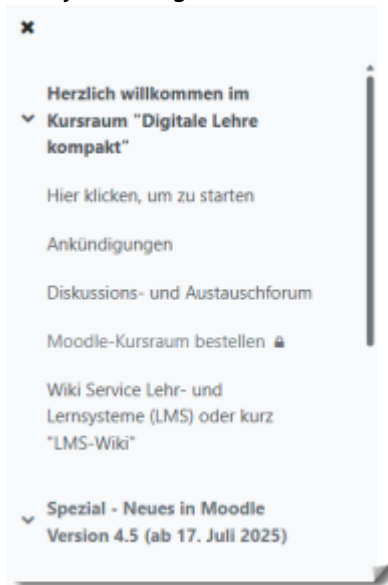 Herzlich willkommen im
Kursraum "Digitale Lehre
kompakt"
Hier klicken, um zu starten
Ankündigungen
Diskussions- und Austauschforum
Moodle-Kursraum bestellen
Wiki Service Lehr- und
Lernsysteme (LMS) oder kurz
"LMS-Wiki"
Spezial - Neues in Moodle
Version 4.5 (ab 17. Juli 2025)